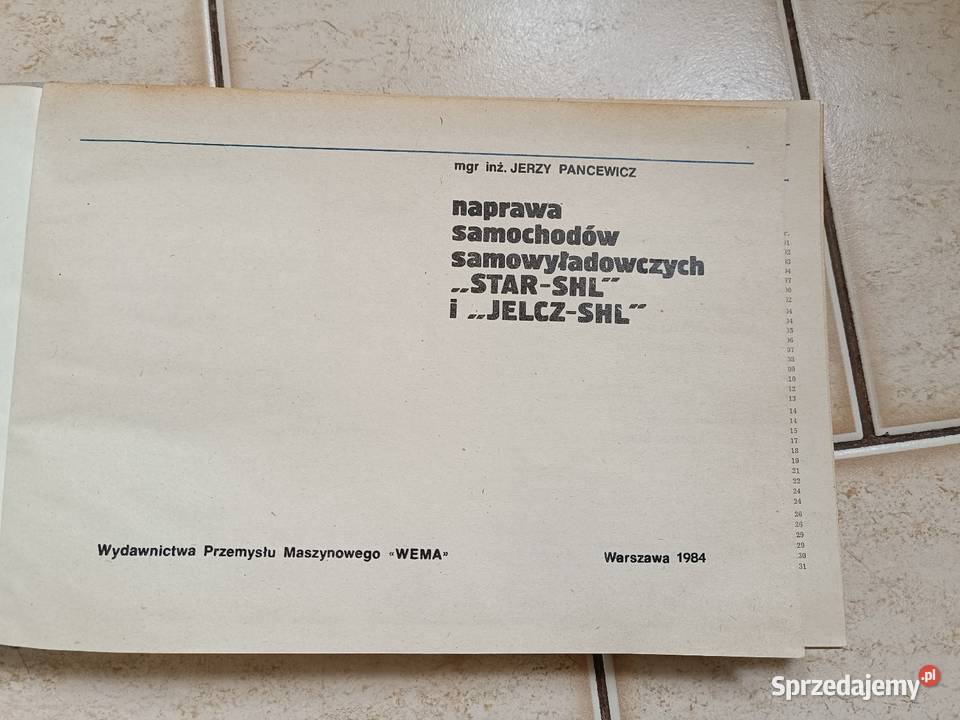 mgr inż. JERZY PANCEWICZ
naprawa
samochodów
samowyładowczych
„STAR-SHL”
i „JELCZ-SHL”
Wydawnictwa Przemysłu Maszynowego «WEMA»
Warszawa 1984
Sprzedajemy.pl